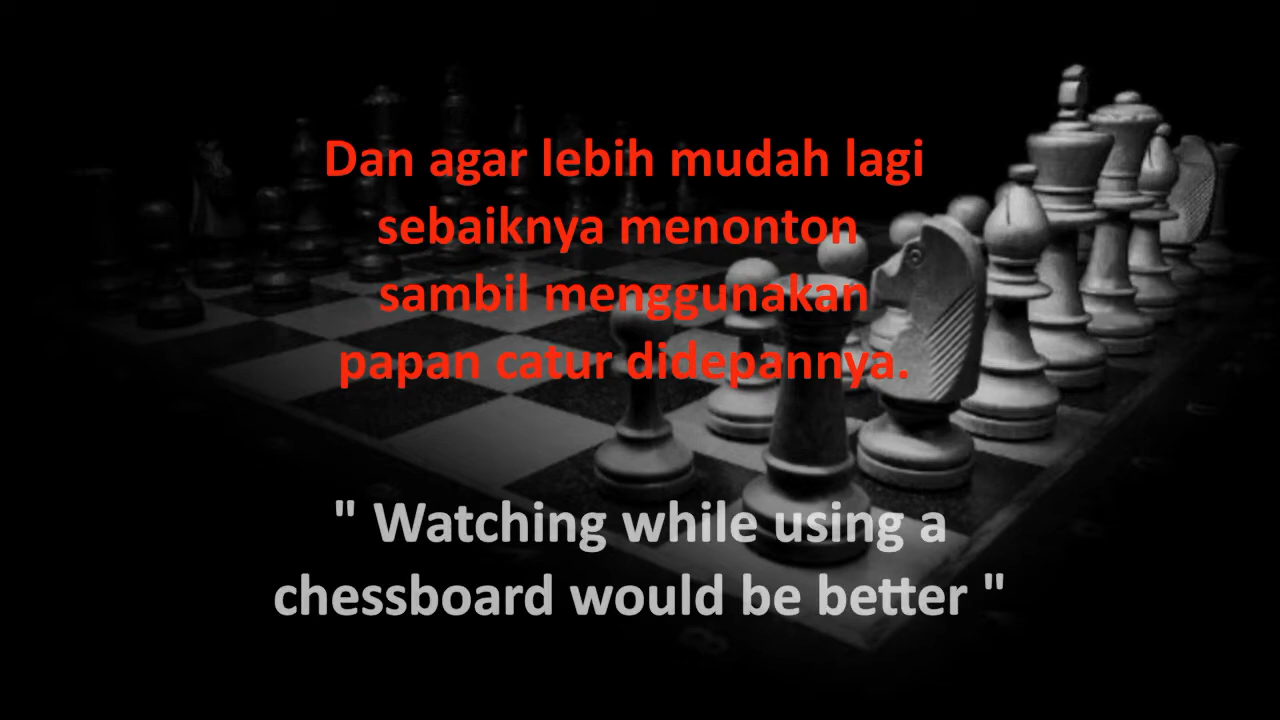 Dan agar lebih mudah lagi
sebaiknya menonton
sambil menggunakan
papan catur didepannya.
" Watching while using a
chessboard would be better "